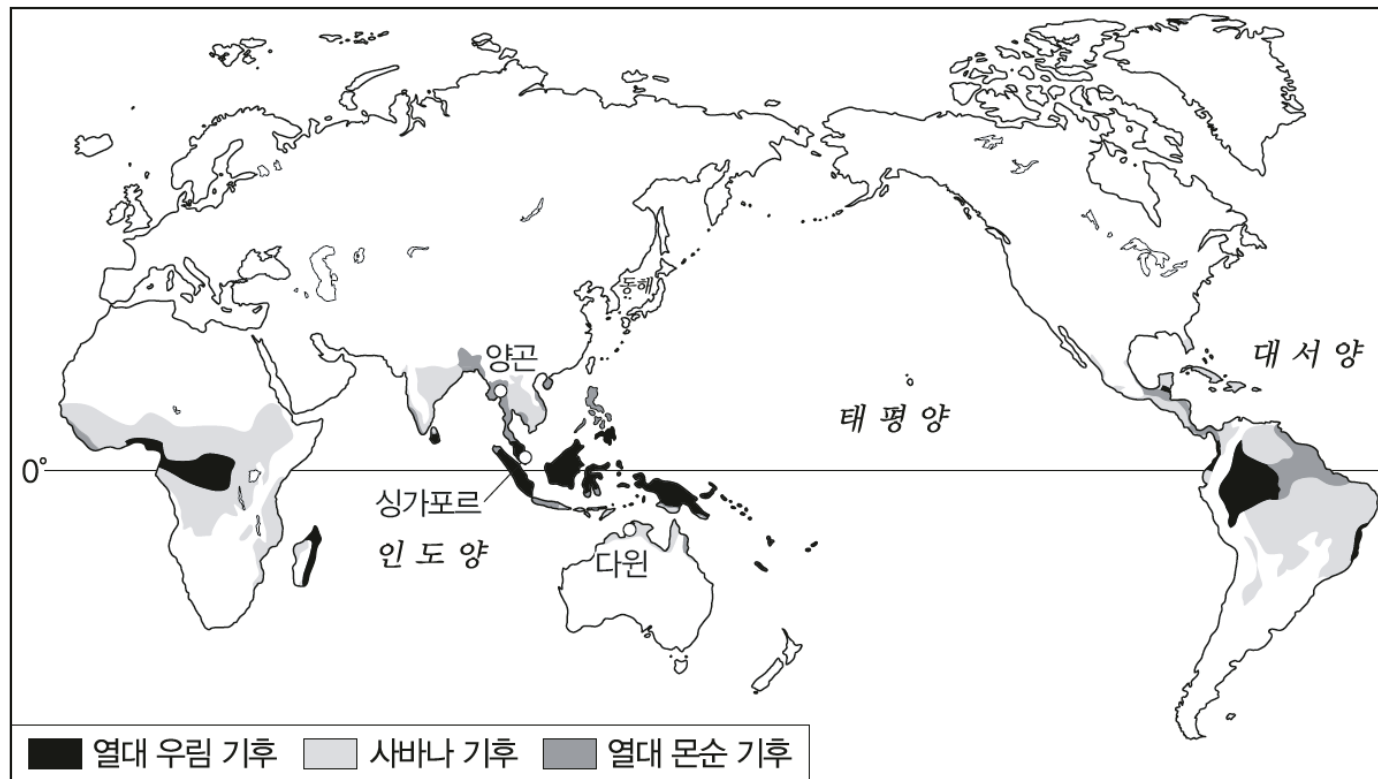 동해
양곤
대서양
태평양
0°
싱가포르
인도양
다윈
열대 우림 기후
사바나 기후
열대 몬순 기후